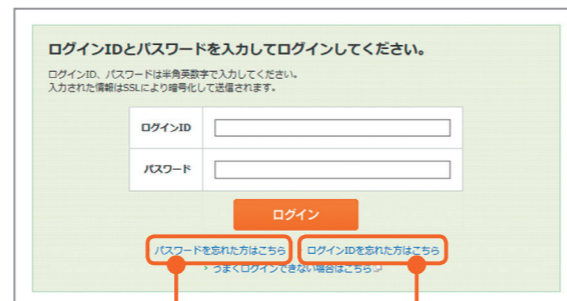 ログインIDとパスワードを入力してログインしてください。
ログインID、パスワードは半角英数字で入力してください。
入力された情報はSSLにより暗号化して送信されます。
ログインID
パスワード
ログイン
パスワードを忘れた方はこちら ログインIDを忘れた方はこちら
› うまくログインできない場合はこちら